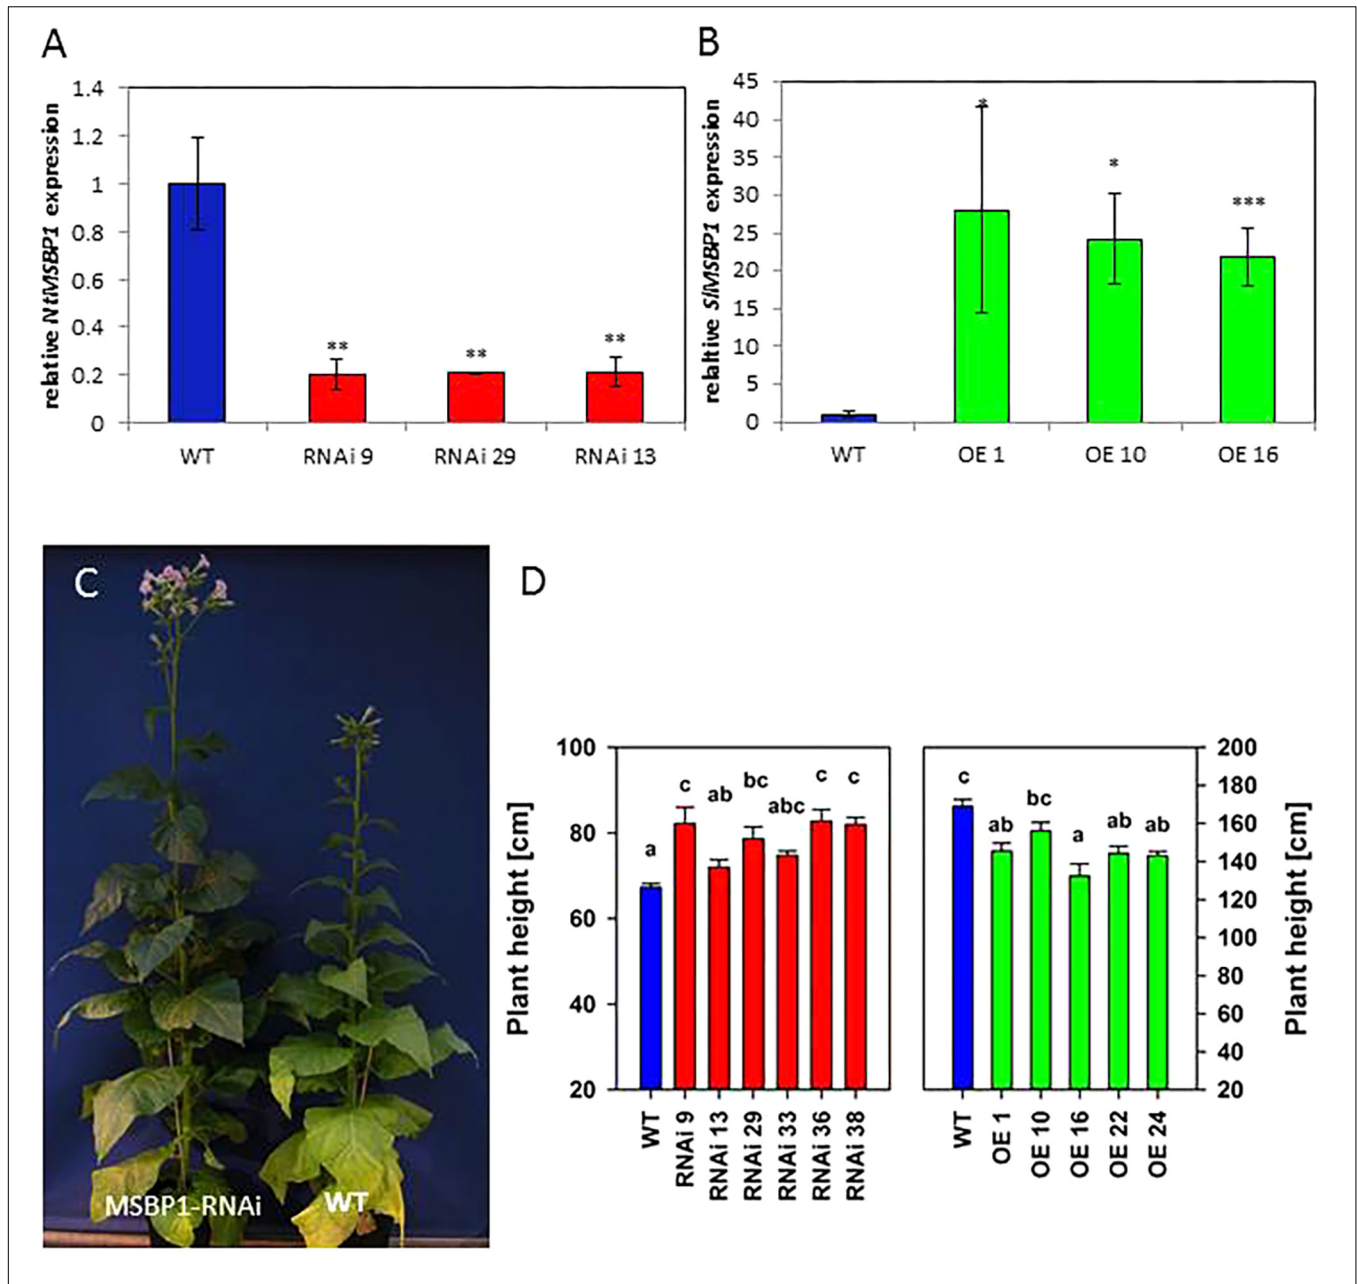 A
relative NtMSBP1 expression
1.4
1.2
1
0.8
0.6
0.4
0.2
0
**
**
**
WT
RNAi 9
RNAi 29
RNAi 13
B
relaltive SlMSBP1 expression
45
40
35
30
25
20
15
10
5
0
*
*
***
WT
OE 1
OE 10
OE 16
C
MSBP1-RNAi
WT
D
Plant height [cm]
100
80
60
40
20
a
c
ab
bc
abc
c
c
WT
RNAi 9
RNAi 13
RNAi 29
RNAi 33
RNAi 36
RNAi 38
c
ab
bc
a
ab
ab
WT
OE 1
OE 10
OE 16
OE 22
OE 24
200
180
160
140
120
100
80
60
40
20
Plant height [cm]